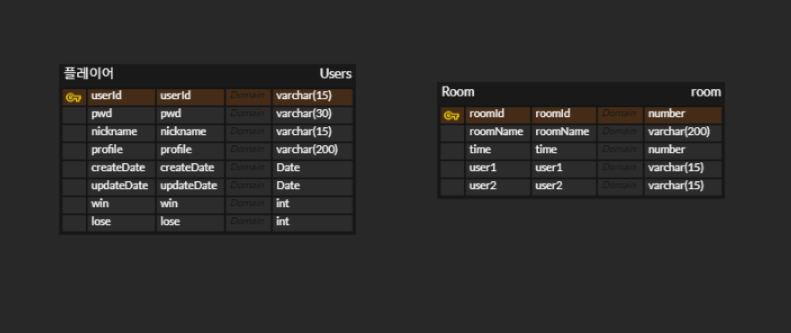 플레이어 Users
userId userId Domain varchar(15)
pwd pwd Domain varchar(30)
nickname nickname Domain varchar(15)
profile profile Domain varchar(200)
createDate createDate Domain Date
updateDate updateDate Domain Date
win win Domain int
lose lose Domain int
Room room
roomId roomId Domain number
roomName roomName Domain varchar(200)
time time Domain number
user1 user1 Domain varchar(15)
user2 user2 Domain varchar(15)